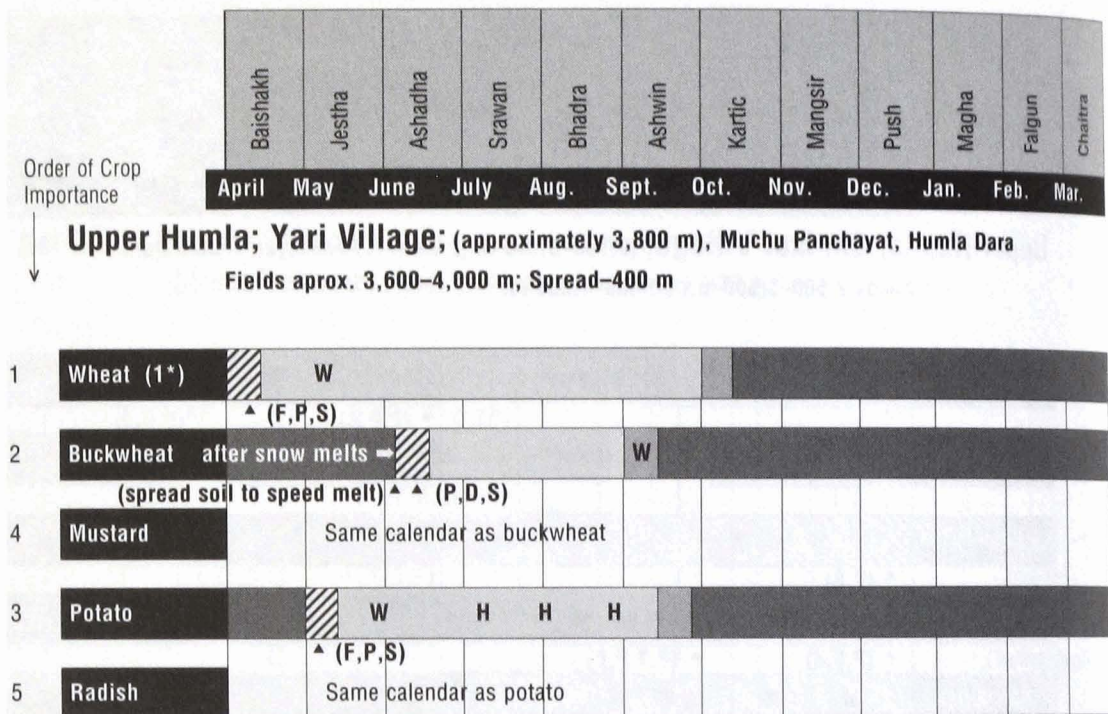 Baishakh Jestha Ashadha Srawan Bhadra Ashwin Kartic Mangsir Push Magha Falgun Chaitra
Order of Crop
Importance
April May June July Aug. Sept. Oct. Nov. Dec. Jan. Feb. Mar.
Upper Humla; Yari Village; (approximately 3,800 m), Muchu Panchayat, Humla Dara
Fields aprox. 3,600–4,000 m; Spread–400 m
1 Wheat (1*) W
▲ (F,P,S)
2 Buckwheat after snow melts ➡ W
(spread soil to speed melt) ▲ ▲ (P,D,S)
4 Mustard Same calendar as buckwheat
3 Potato W H H H
▲ (F,P,S)
5 Radish Same calendar as potato